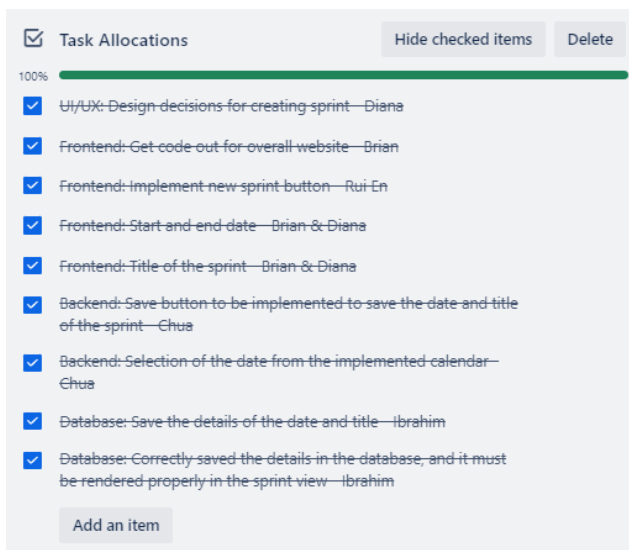 Task Allocations
Hide checked items
Delete
100%
UI/UX: Design decisions for creating sprint - Diana
Frontend: Get code out for overall website - Brian
Frontend: Implement new sprint button - Rui En
Frontend: Start and end date - Brian & Diana
Frontend: Title of the sprint - Brian & Diana
Backend: Save button to be implemented to save the date and title
of the sprint - Chua
Backend: Selection of the date from the implemented calendar -
Chua
Database: Save the details of the date and title - Ibrahim
Database: Correctly saved the details in the database, and it must
be rendered properly in the sprint view - Ibrahim
Add an item